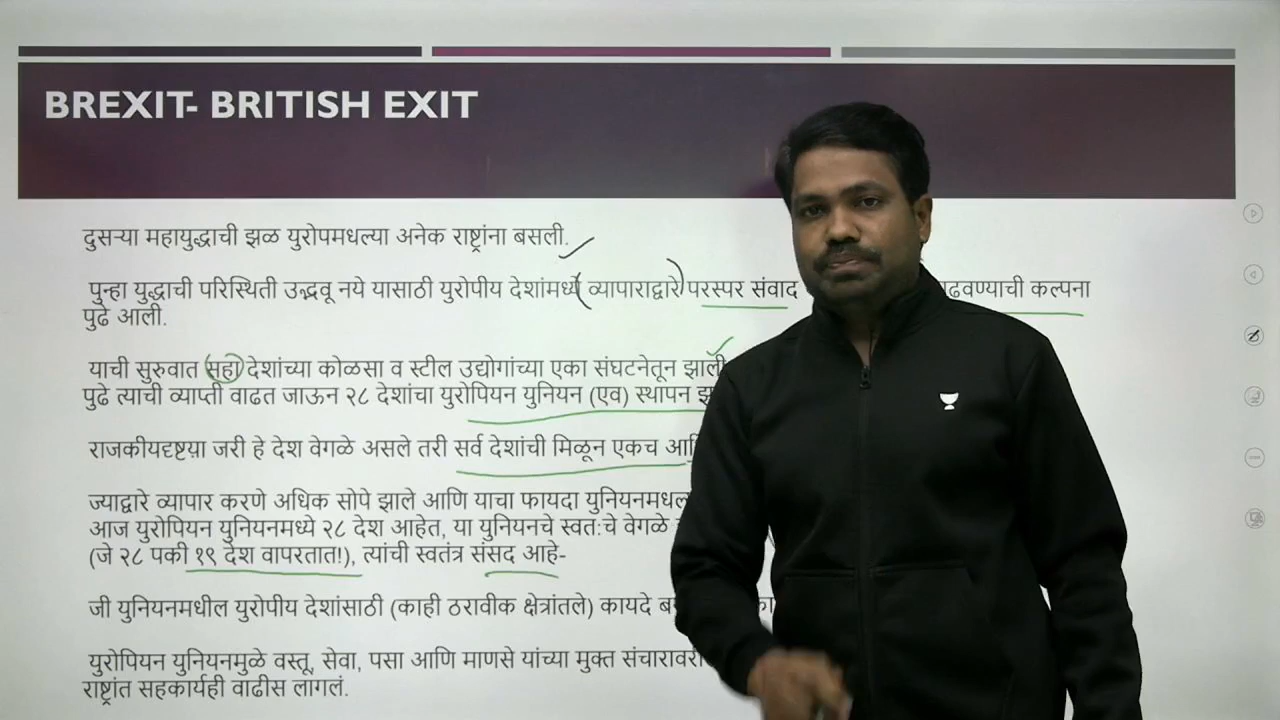 BREXIT- BRITISH EXIT
दुसऱ्या महायुद्धाची झळ युरोपमधल्या अनेक राष्ट्रांना बसली.
पुन्हा युद्धाची परिस्थिती उद्भवू नये यासाठी युरोपीय देशांमध्ये व्यापाराद्वारे परस्पर संवाद वाढवण्याची कल्पना
पुढे आली.
याची सुरुवात सहा देशांच्या कोळसा व स्टील उद्योगांच्या एका संघटनेतून झाली
पुढे त्याची व्याप्ती वाढत जाऊन २८ देशांचा युरोपियन युनियन (एव) स्थापन
राजकीयदृष्ट्या जरी हे देश वेगळे असले तरी सर्व देशांची मिळून एकच
ज्याद्वारे व्यापार करणे अधिक सोपे झाले आणि याचा फायदा
आज युरोपियन युनियनमध्ये २८ देश आहेत, या युनियनचे स्वत:चे वेगळे
(जे २८ पकी १९ देश वापरतात!), त्यांची स्वतंत्र संसद आहे-
जी युनियनमधील युरोपीय देशांसाठी (काही ठरावीक क्षेत्रांतले) कायदे
युरोपियन युनियनमुळे वस्तू, सेवा, पसा आणि माणसे यांच्या मुक्त
राष्ट्रांत सहकार्यही वाढीस लागलं.